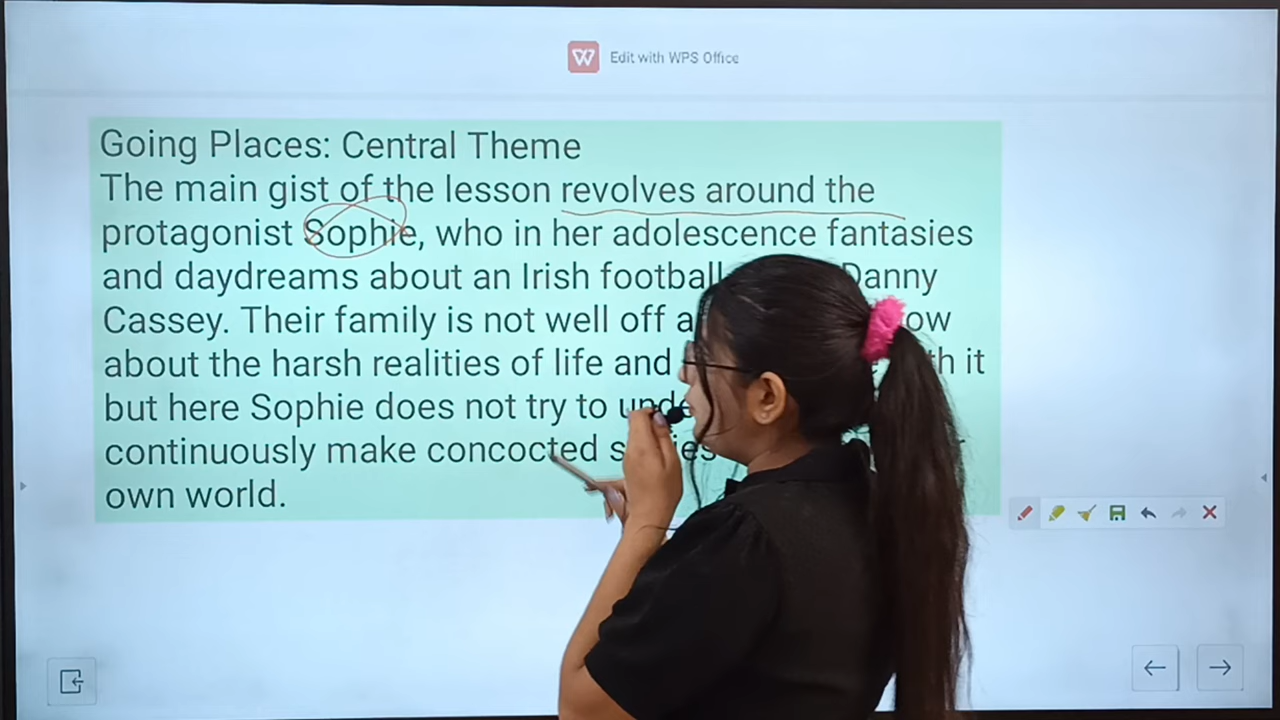 Edit with WPS Office
Going Places: Central Theme
The main gist of the lesson revolves around the
protagonist Sophie, who in her adolescence fantasies
and daydreams about an Irish football Danny
Cassey. Their family is not well off
about the harsh realities of life and it
but here Sophie does not try to
continuously make concocted
own world.